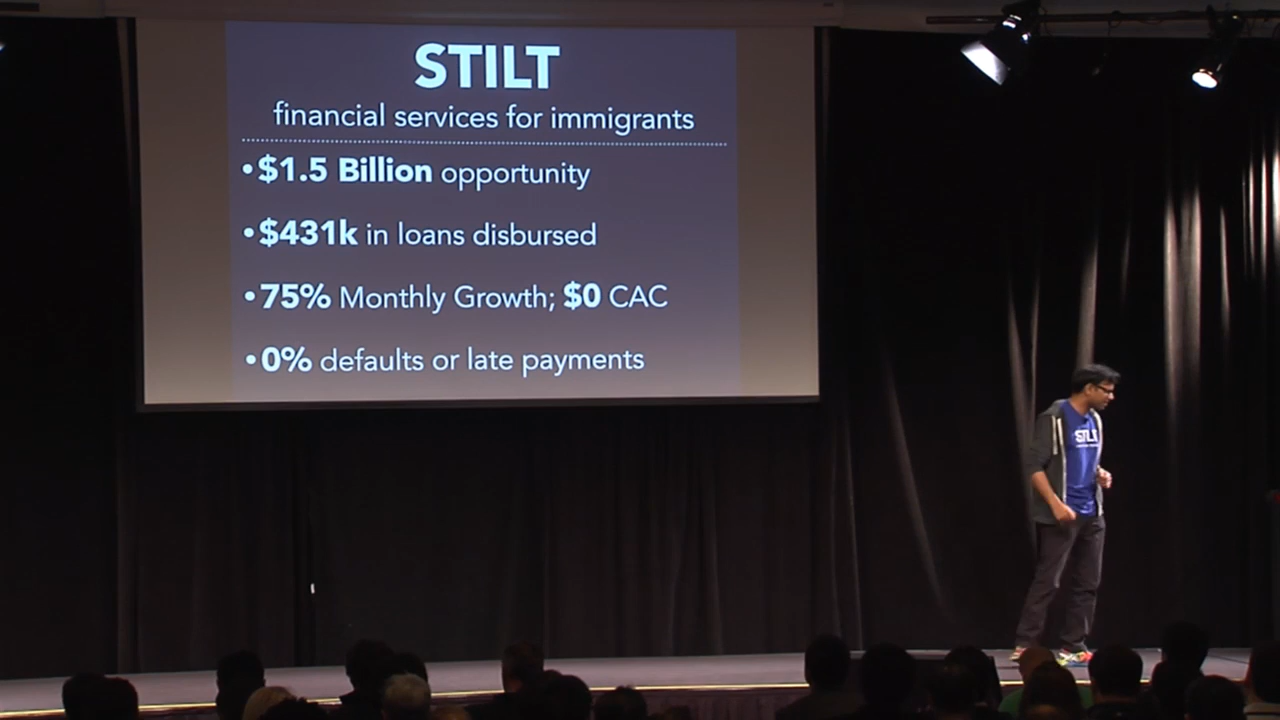 STILT
financial services for immigrants
•$1.5 Billion opportunity
•$431k in loans disbursed
•75% Monthly Growth; $0 CAC
•0% defaults or late payments
STILT